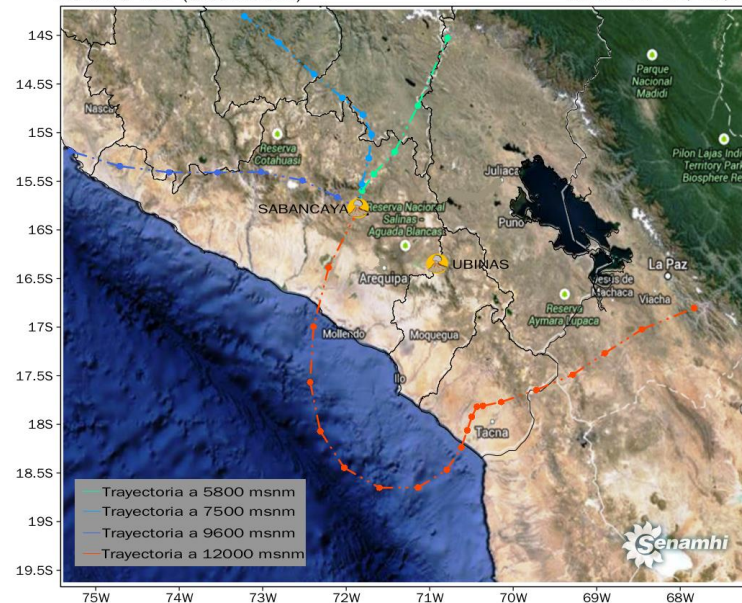 14S
14.5S
15S
15.5S
16S
16.5S
17S
17.5S
18S
18.5S
19S
19.5S
75W
74W
73W
72W
71W
70W
69W
68W
Nasca
Reserva
Cotahuasi
Parque
Nacional
Madidi
Pilon Lajas Indi
Territory Park
Biosphere Re
Juliaca
Puno
SABANCAYA
Reserva Nacional
Salinas -
Aguada Blancas
UBINAS
Arequipa
La Paz
Jesus de
Machaca
Viacha
Reserva
Aymara Lupaca
Mollendo
Moquegua
Ilo
Tacna
Trayectoria a 5800 msnm
Trayectoria a 7500 msnm
Trayectoria a 9600 msnm
Trayectoria a 12000 msnm
Senamhi